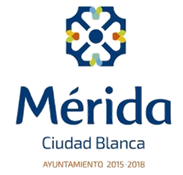 Mérida
Ciudad Blanca
AYUNTAMIENTO 2015-2018